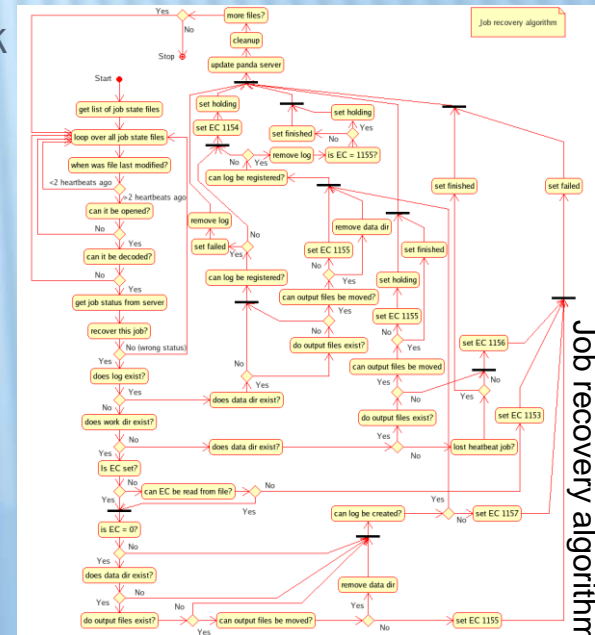 k
Yes
more files?
Job recovery algorithm
No
cleanup
Stop
update panda server
Start
get list of job state files
set holding
set holding
set EC 1154
set finished
Yes
No
loop over all job state files
No
Yes
remove log
is EC = 1155?
when was file last modified?
can log be registered?
<2 heartbeats ago
>2 heartbeats ago
set finished
set failed
can it be opened?
remove log
remove data dir
No
Yes
set failed
No
Yes
set EC 1155
set finished
can it be decoded?
No
Yes
No
Yes
can log be registered?
set holding
get job status from server
can output files be moved?
set EC 1155
recover this job?
Yes
No
No
Yes
No (wrong status)
Yes
do output files exist?
set EC 1156
does log exist?
can output files be moved
No
Yes
No
Yes
Yes
No
No
Yes
does data dir exist?
do output files exist?
set EC 1153
does work dir exist?
Yes
No
Yes
No
does data dir exist?
lost heatbeat job?
Is EC set?
Yes
No
can EC be read from file?
No
Yes
Yes
is EC = 0?
can log be created?
No
set EC 1157
No
Yes
does data dir exist?
remove data dir
No
Yes
No
Yes
do output files exist?
can output files be moved?
set EC 1155
Yes
No
Job recovery algorithm